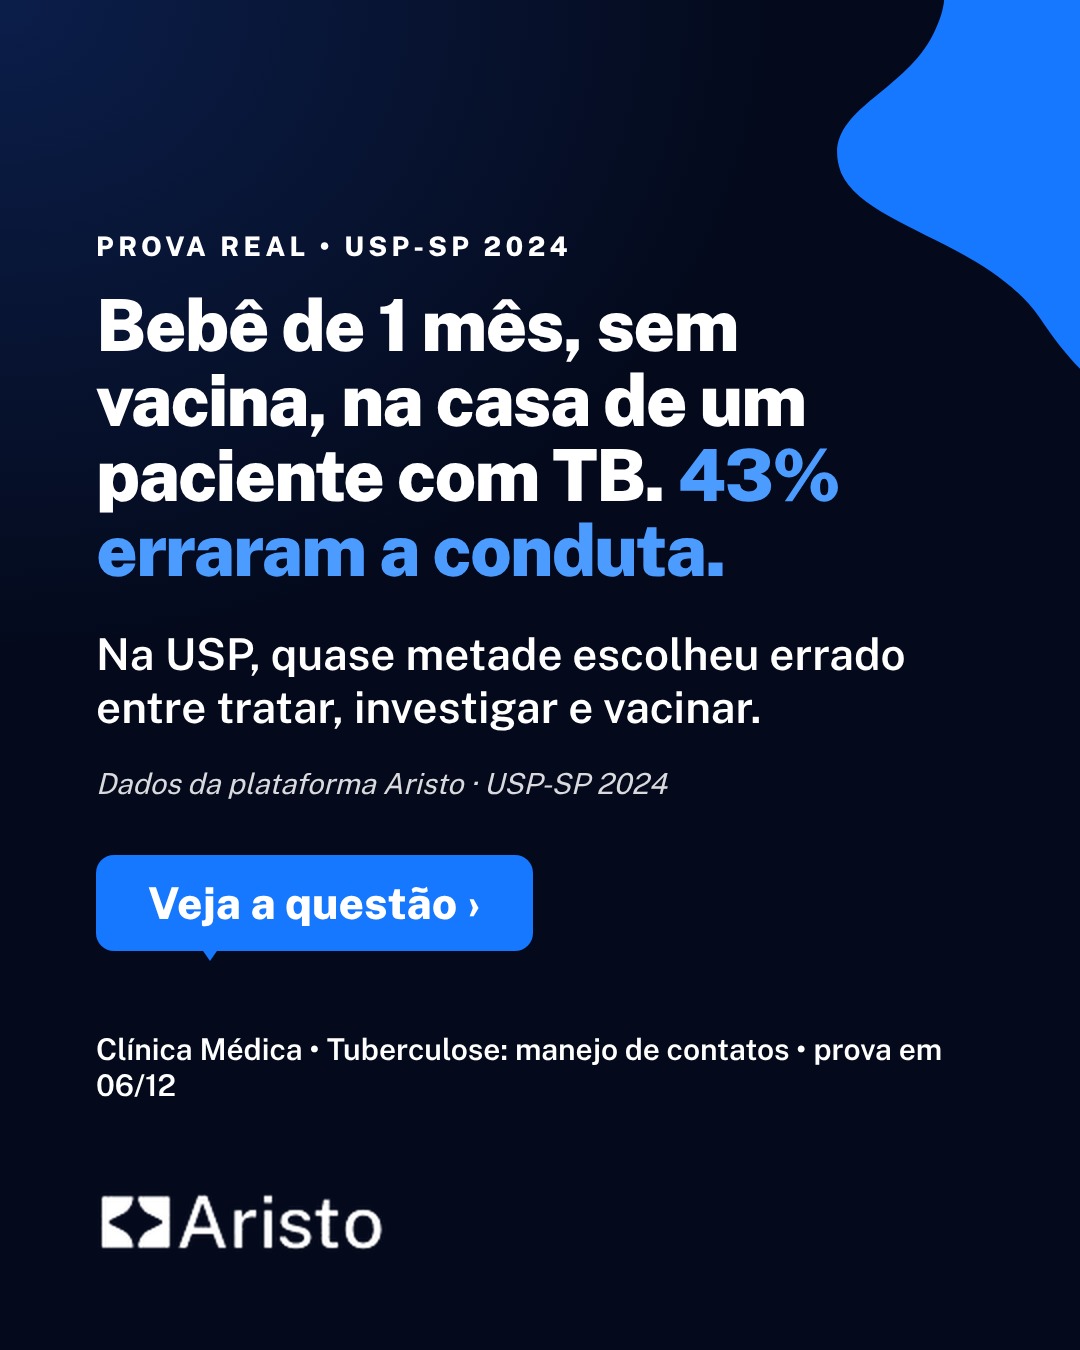 PROVA REAL • USP-SP 2024
Bebê de 1 mês, sem
vacina, na casa de um
paciente com TB. 43%
erraram a conduta.
Na USP, quase metade escolheu errado
entre tratar, investigar e vacinar.
Dados da plataforma Aristo · USP-SP 2024
Veja a questão ›
Clínica Médica • Tuberculose: manejo de contatos • prova em
06/12
Aristo